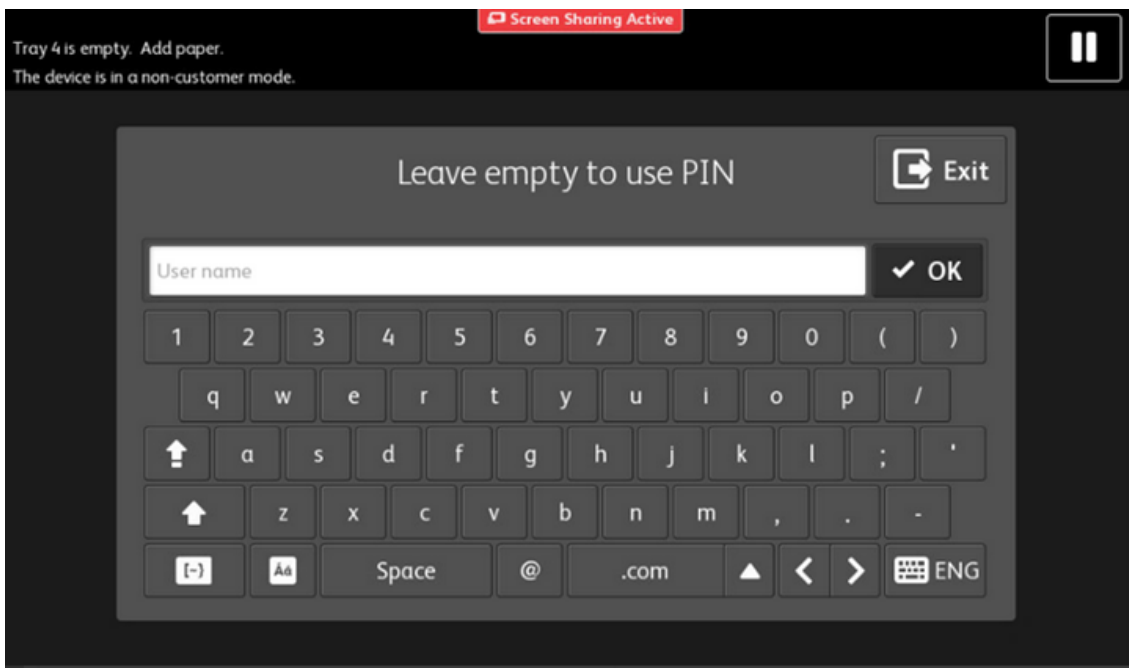 Screen Sharing Active
Tray 4 is empty. Add paper.
The device is in a non-customer mode.
Leave empty to use PIN
Exit
User name
OK
1 2 3 4 5 6 7 8 9 0 ( )
q w e r t y u i o p /
a s d f g h j k l ; '
z x c v b n m , . -
[~} Áá Space @ .com ENG